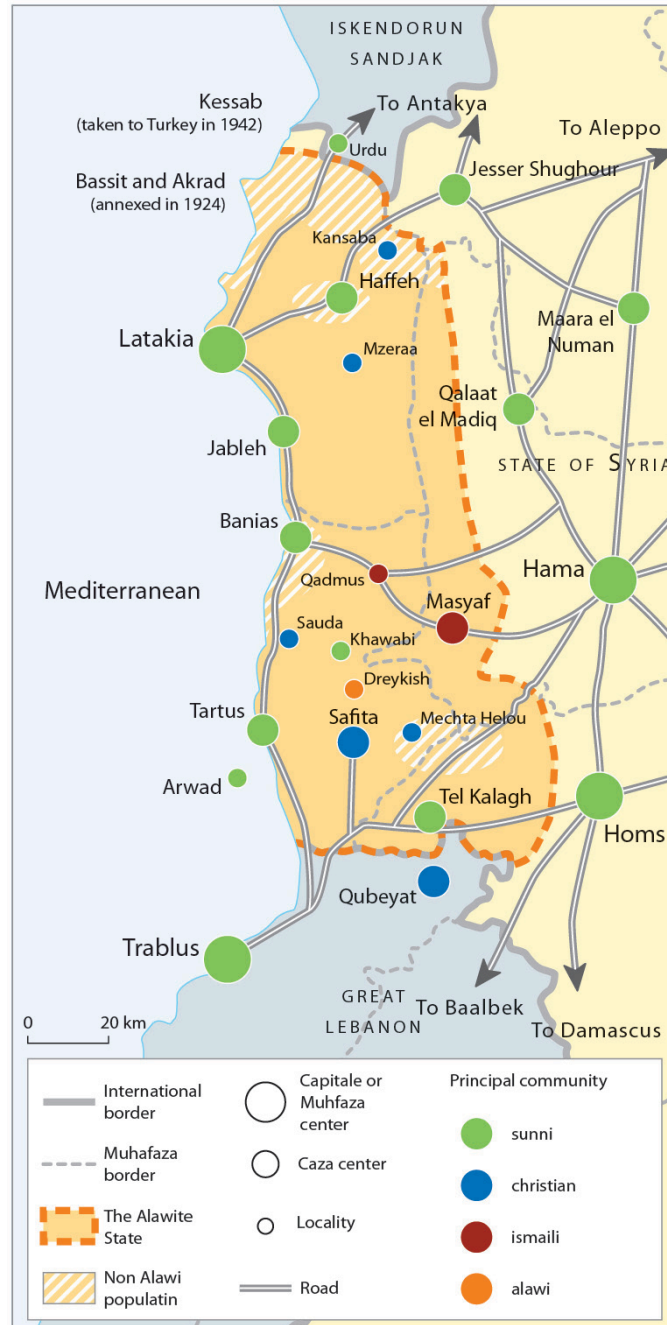 ISKENDORUN
SANDJAK
Kessab
(taken to Turkey in 1942)
To Antakya
To Aleppo
Urdu
Bassit and Akrad
(annexed in 1924)
Jesser Shughour
Kansaba
Haffeh
Latakia
Mzeraa
Maara el
Numan
Qalaat
el Madiq
Jableh
STATE OF SYRIA
Banias
Hama
Qadmus
Mediterranean
Masyaf
Sauda
Khawabi
Dreykish
Tartus
Safita
Mechta Helou
Arwad
Tel Kalagh
Homs
Qubeyat
Trablus
GREAT
LEBANON
To Baalbek
To Damascus
0 20 km
International
border
Capitale or
Muhfaza
center
Principal community
Muhafaza
border
Caza center
sunni
christian
The Alawite
State
Locality
ismaili
Non Alawi
populatin
Road
alawi